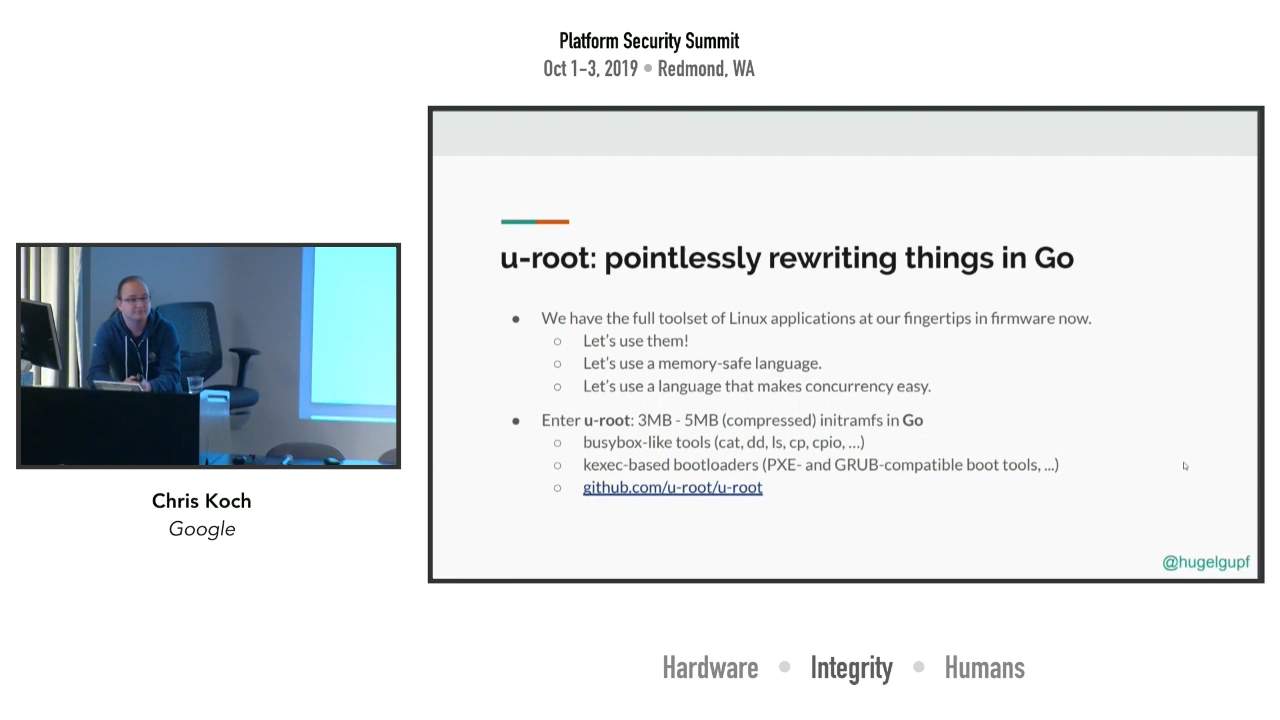 Platform Security Summit
Oct 1-3, 2019 • Redmond, WA
u-root: pointlessly rewriting things in Go
● We have the full toolset of Linux applications at our fingertips in firmware now.
○ Let's use them!
○ Let's use a memory-safe language.
○ Let's use a language that makes concurrency easy.
● Enter u-root: 3MB - 5MB (compressed) initramfs in Go
○ busybox-like tools (cat, dd, ls, cp, cpio, ...)
○ kexec-based bootloaders (PXE- and GRUB-compatible boot tools, ...)
○ github.com/u-root/u-root
@hugelgupf
Chris Koch
Google
Hardware • Integrity • Humans